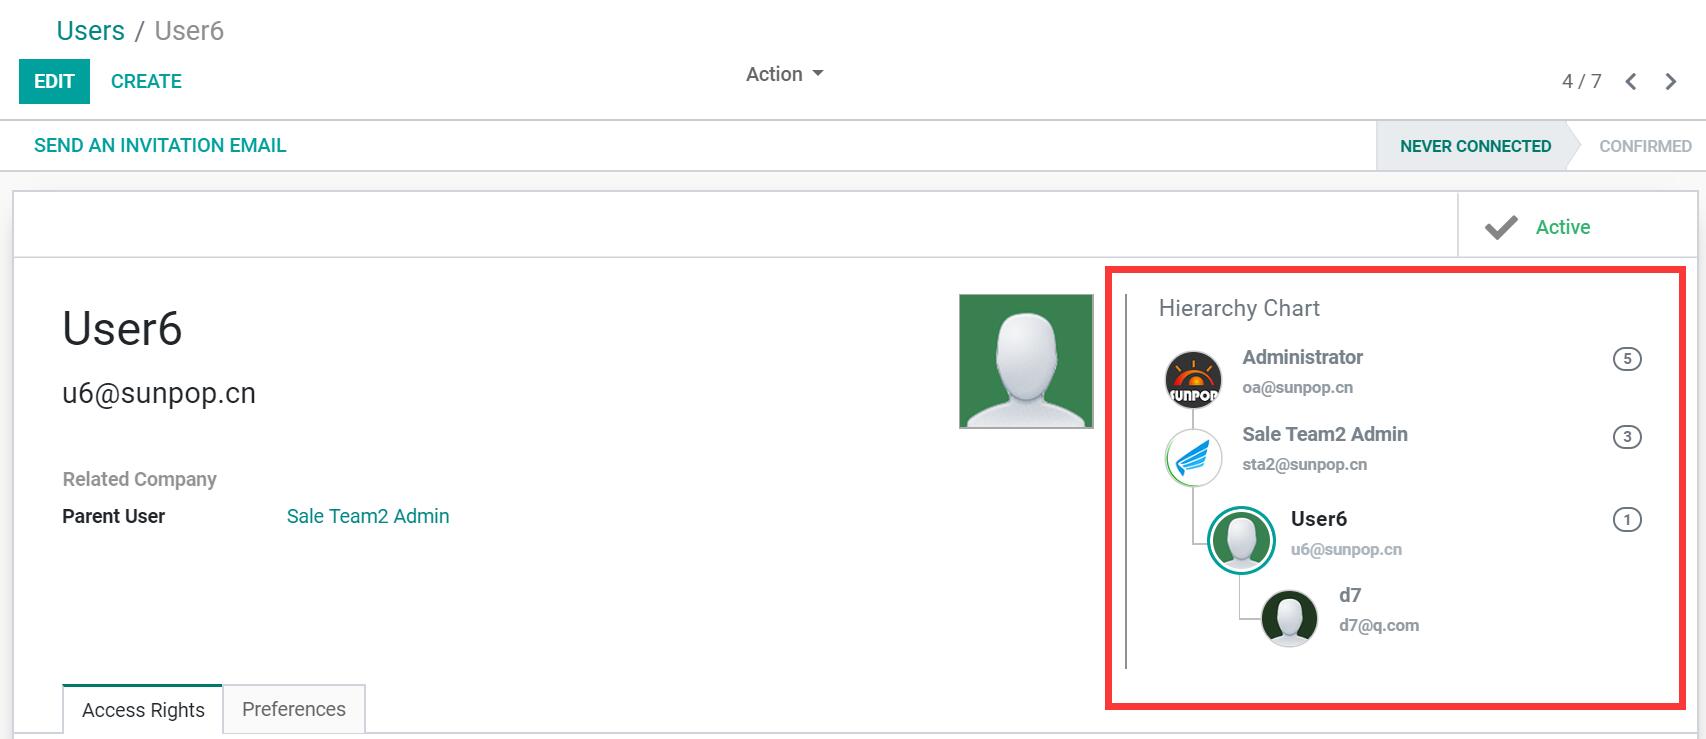 Users / User6
EDIT CREATE
Action
4 / 7
SEND AN INVITATION EMAIL
NEVER CONNECTED
CONFIRMED
Active
User6
u6@sunpop.cn
Related Company
Parent User
Sale Team2 Admin
Hierarchy Chart
SUNPOP
Administrator
5
oa@sunpop.cn
Sale Team2 Admin
3
sta2@sunpop.cn
User6
1
u6@sunpop.cn
d7
d7@q.com
Access Rights
Preferences